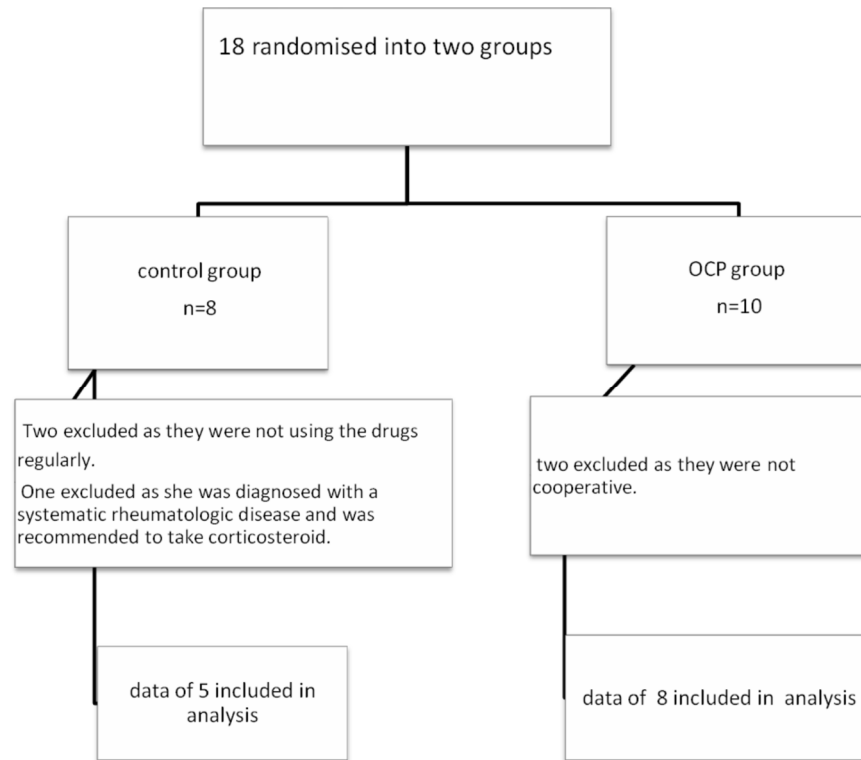 18 randomised into two groups
control group
n=8
OCP group
n=10
Two excluded as they were not using the drugs
regularly.
One excluded as she was diagnosed with a
systematic rheumatologic disease and was
recommended to take corticosteroid.
two excluded as they were not
cooperative.
data of 5 included in
analysis
data of 8 included in analysis